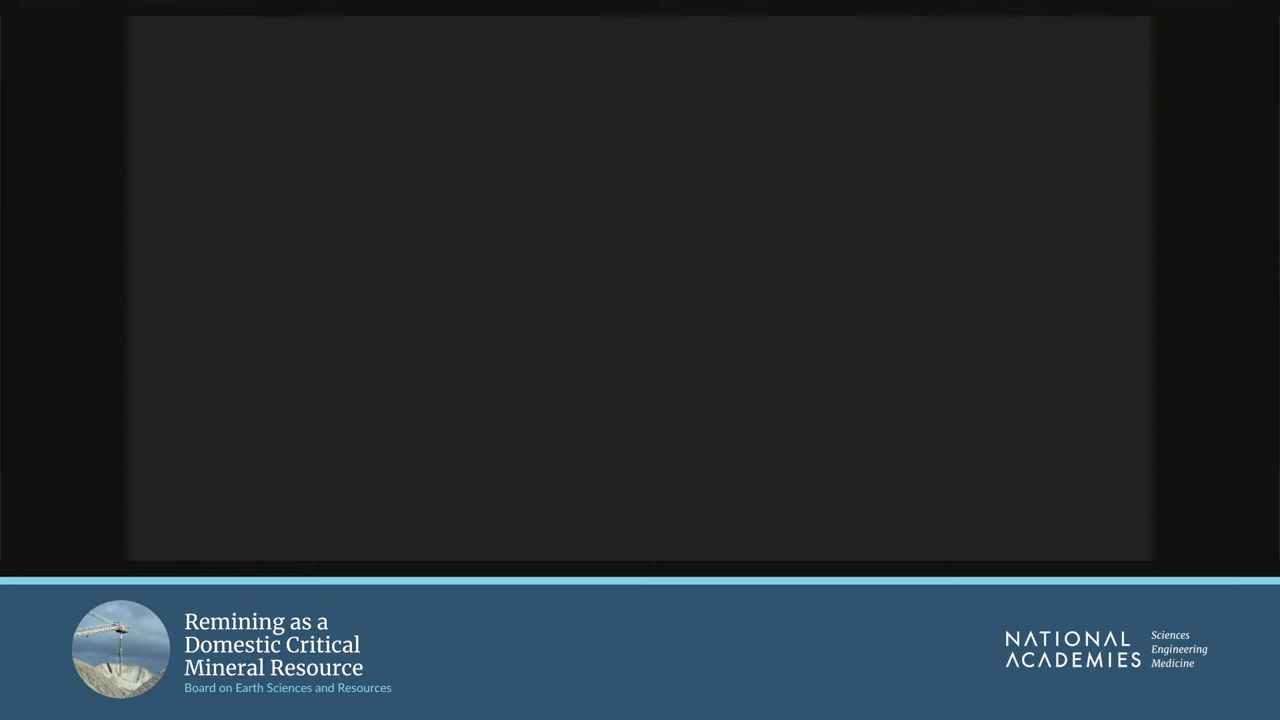 Remining as a
Domestic Critical
Mineral Resource
Board on Earth Sciences and Resources
NATIONAL
ACADEMIES
Sciences
Engineering
Medicine